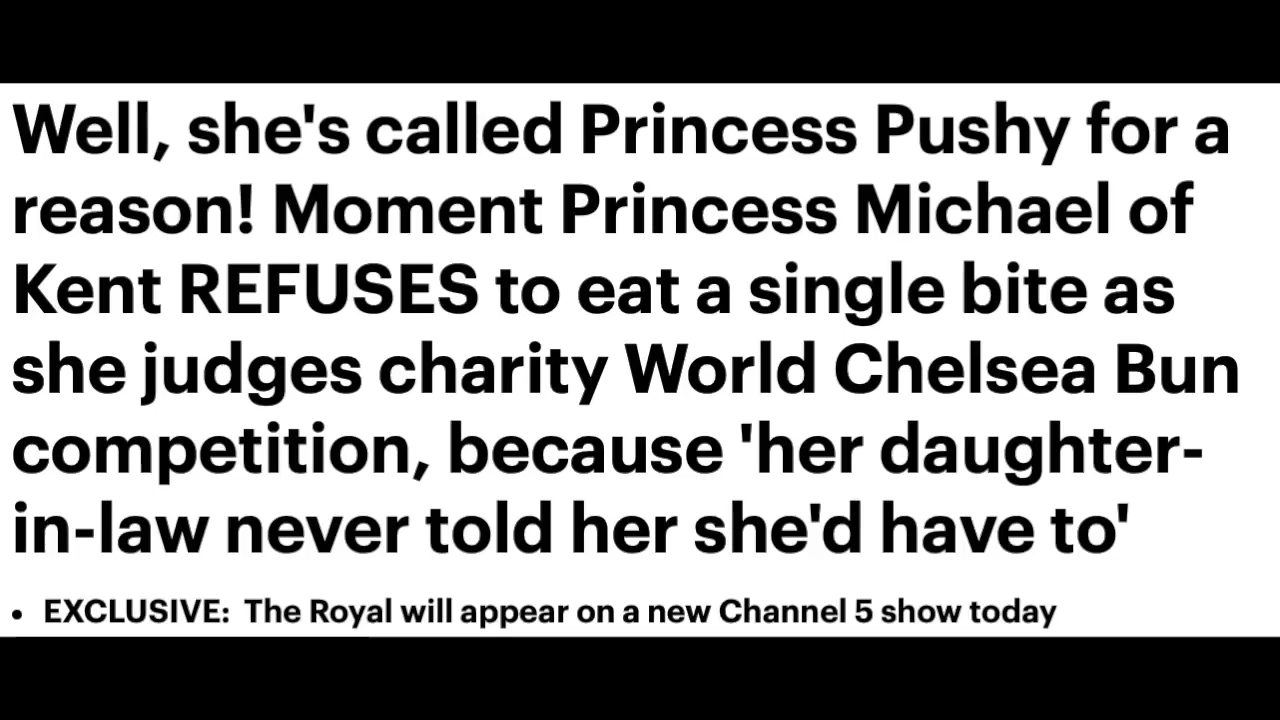 Well, she's called Princess Pushy for a
reason! Moment Princess Michael of
Kent REFUSES to eat a single bite as
she judges charity World Chelsea Bun
competition, because 'her daughter-
in-law never told her she'd have to'
• EXCLUSIVE: The Royal will appear on a new Channel 5 show today